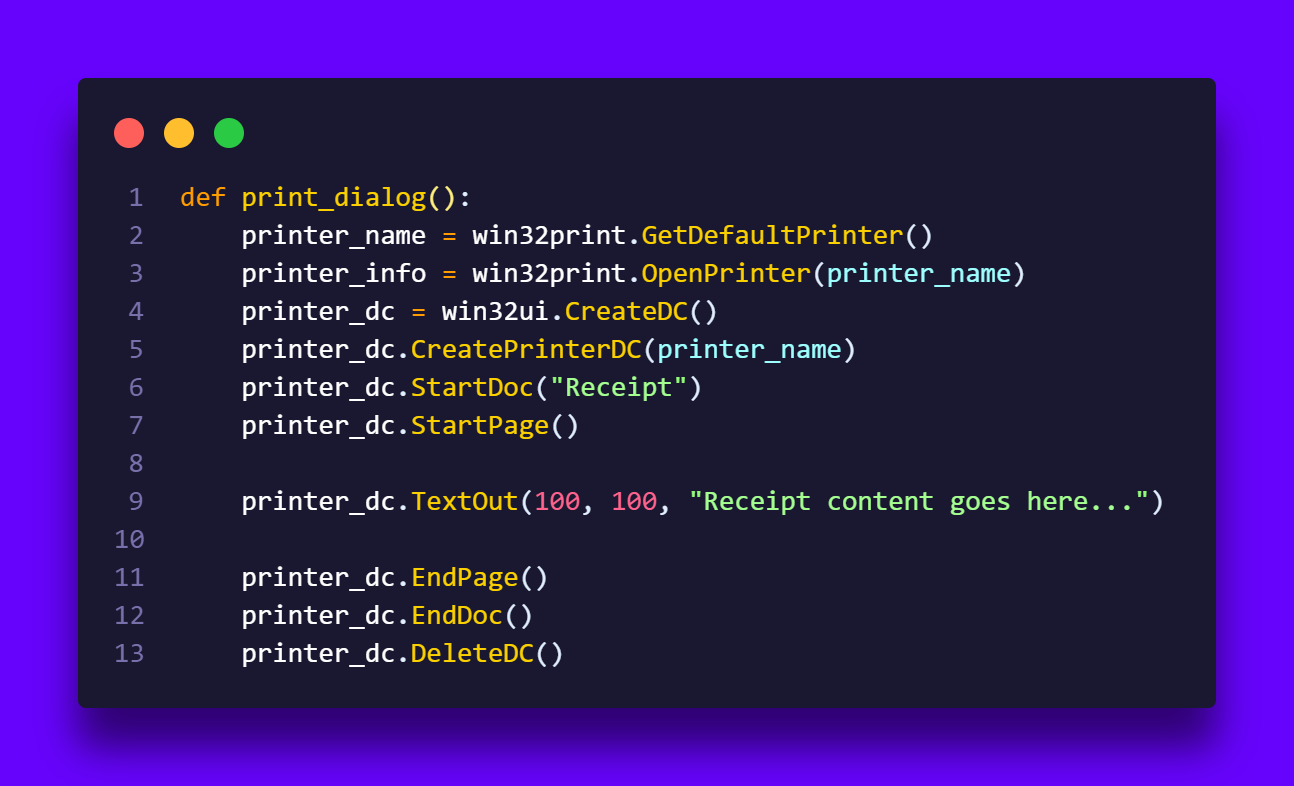 1 def print_dialog():
2     printer_name = win32print.GetDefaultPrinter()
3     printer_info = win32print.OpenPrinter(printer_name)
4     printer_dc = win32ui.CreateDC()
5     printer_dc.CreatePrinterDC(printer_name)
6     printer_dc.StartDoc("Receipt")
7     printer_dc.StartPage()
8
9     printer_dc.TextOut(100, 100, "Receipt content goes here...")
10
11     printer_dc.EndPage()
12     printer_dc.EndDoc()
13     printer_dc.DeleteDC()